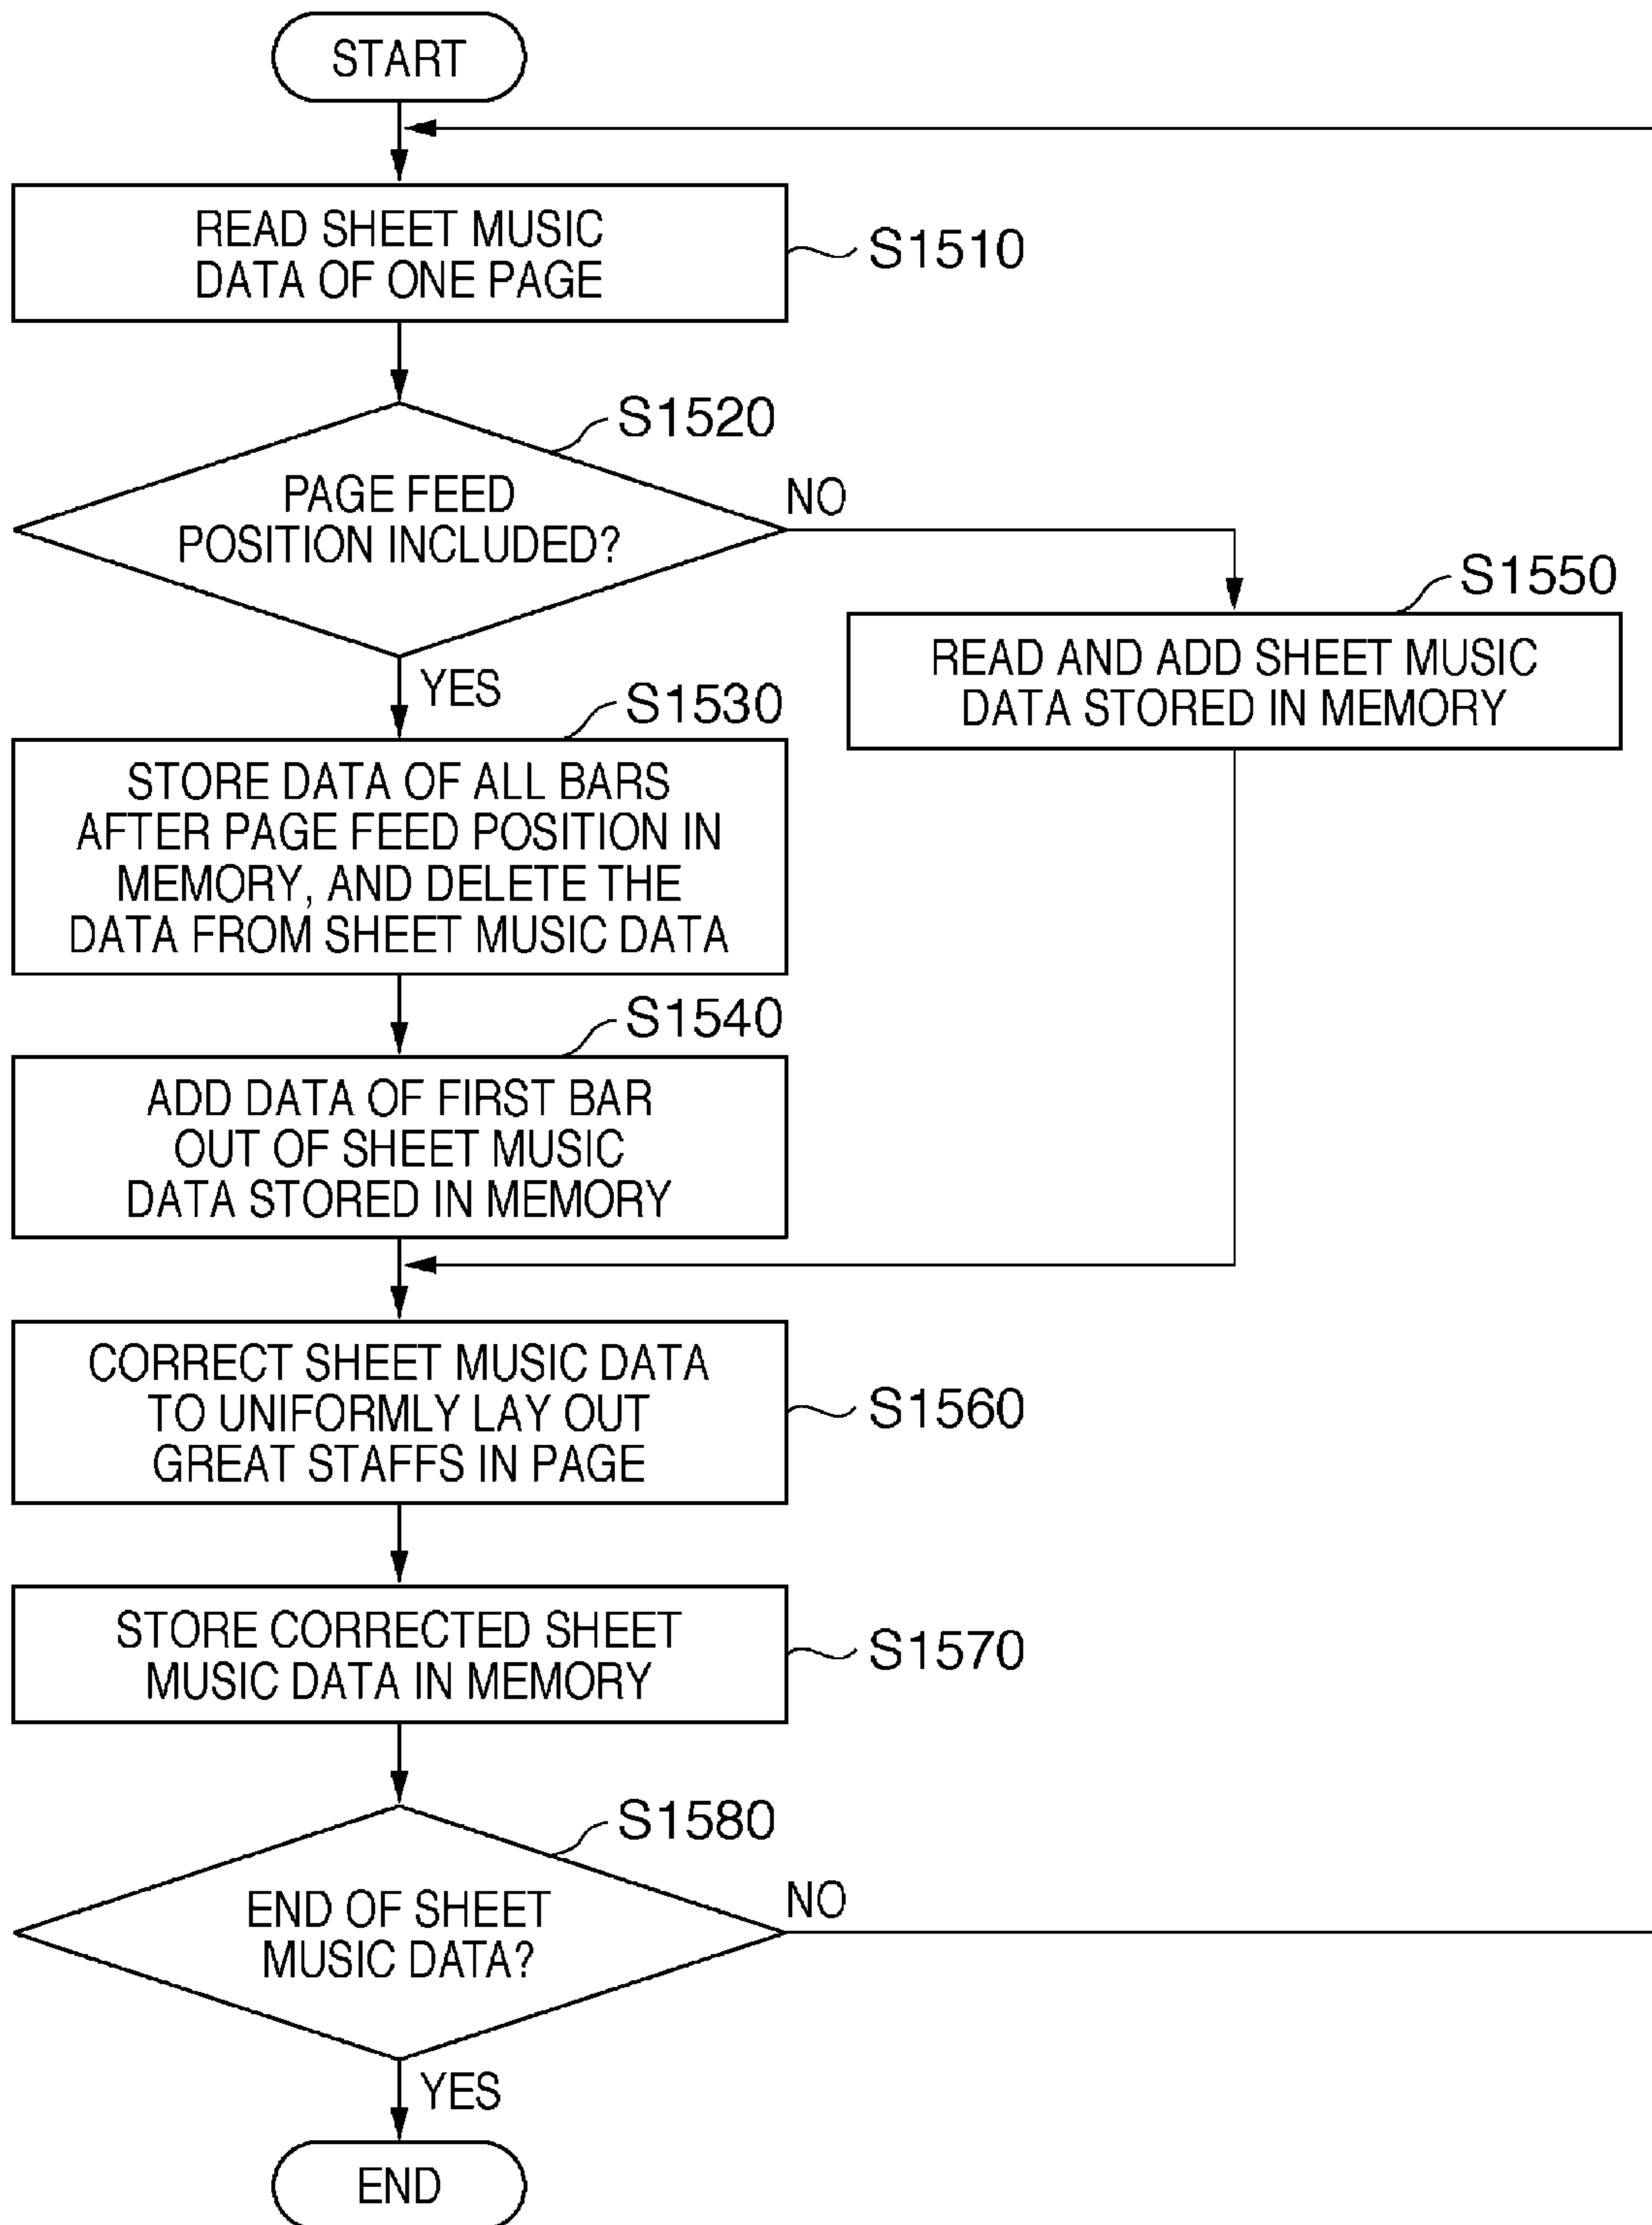 START
READ SHEET MUSIC
DATA OF ONE PAGE
S1510
S1520
PAGE FEED
POSITION INCLUDED?
NO
YES
S1550
READ AND ADD SHEET MUSIC
DATA STORED IN MEMORY
S1530
STORE DATA OF ALL BARS
AFTER PAGE FEED POSITION IN
MEMORY, AND DELETE THE
DATA FROM SHEET MUSIC DATA
S1540
ADD DATA OF FIRST BAR
OUT OF SHEET MUSIC
DATA STORED IN MEMORY
CORRECT SHEET MUSIC DATA
TO UNIFORMLY LAY OUT
GREAT STAFFS IN PAGE
S1560
STORE CORRECTED SHEET
MUSIC DATA IN MEMORY
S1570
S1580
END OF SHEET
MUSIC DATA?
NO
YES
END